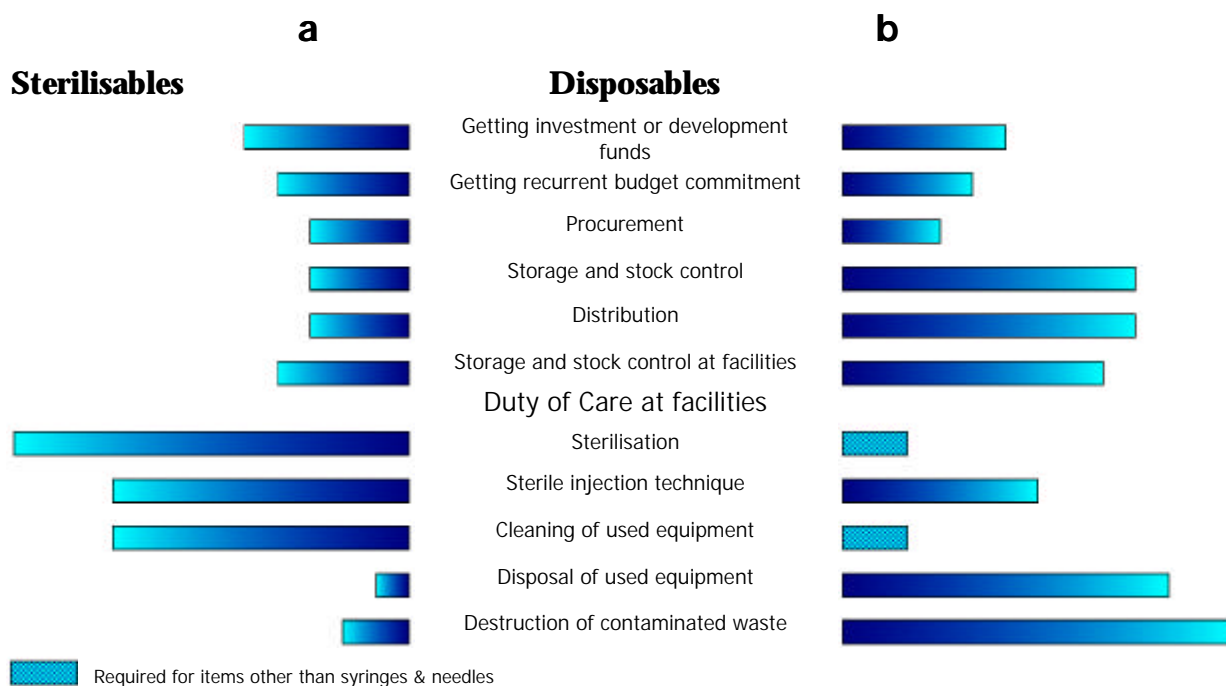 a b
Sterilisables Disposables
Getting investment or development
funds
Getting recurrent budget commitment
Procurement
Storage and stock control
Distribution
Storage and stock control at facilities
Duty of Care at facilities
Sterilisation
Sterile injection technique
Cleaning of used equipment
Disposal of used equipment
Destruction of contaminated waste
Required for items other than syringes & needles